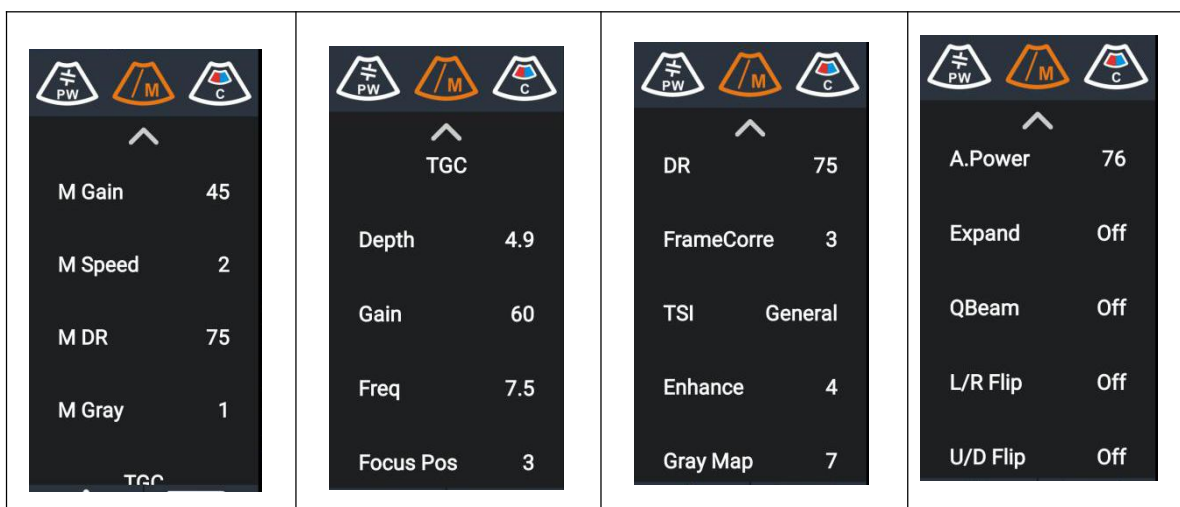 PW M C
M Gain 45
M Speed 2
M DR 75
M Gray 1
TGC
PW M C
TGC
Depth 4.9
Gain 60
Freq 7.5
Focus Pos 3
PW M C
DR 75
FrameCorre 3
TSI General
Enhance 4
Gray Map 7
PW M C
A.Power 76
Expand Off
QBeam Off
L/R Flip Off
U/D Flip Off